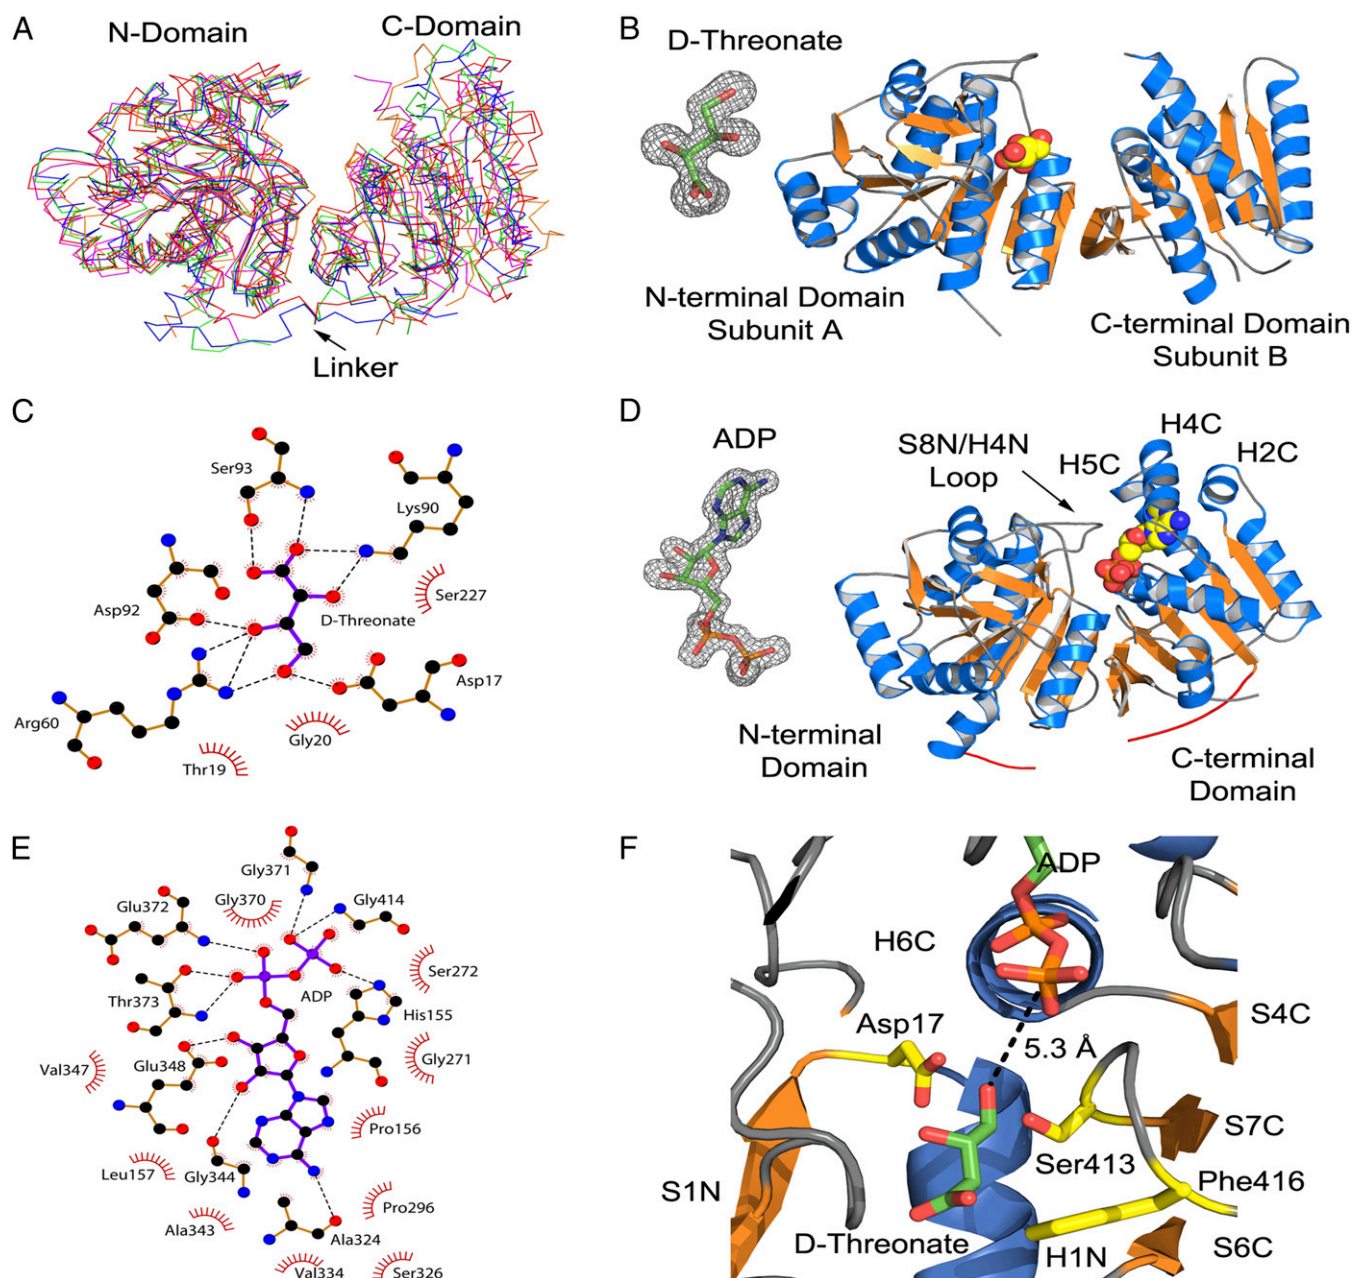 A
N-Domain
C-Domain
Linker
B
D-Threonate
N-terminal Domain
Subunit A
C-terminal Domain
Subunit B
C
Ser93
Lys90
Ser227
Asp92
D-Threonate
Asp17
Arg60
Gly20
Thr19
D
ADP
S8N/H4N
Loop
H5C
H4C
H2C
N-terminal
Domain
C-terminal
Domain
E
Gly371
Gly370
Glu372
Gly414
Ser272
ADP
Thr373
His155
Glu348
Val347
Gly271
Pro156
Leu157
Gly344
Pro296
Ala343
Ala324
Val334
Ser326
F
ADP
H6C
S4C
Asp17
5.3 Å
S7C
Ser413
Phe416
S1N
D-Threonate
H1N
S6C